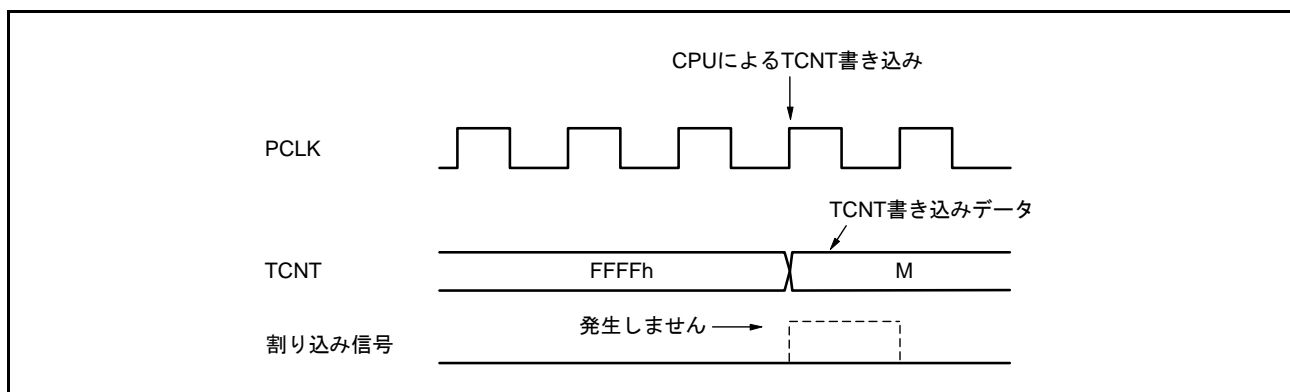 CPUによるTCNT書き込み
PCLK
TCNT書き込みデータ
TCNT
FFFFh
M
発生しません
割り込み信号